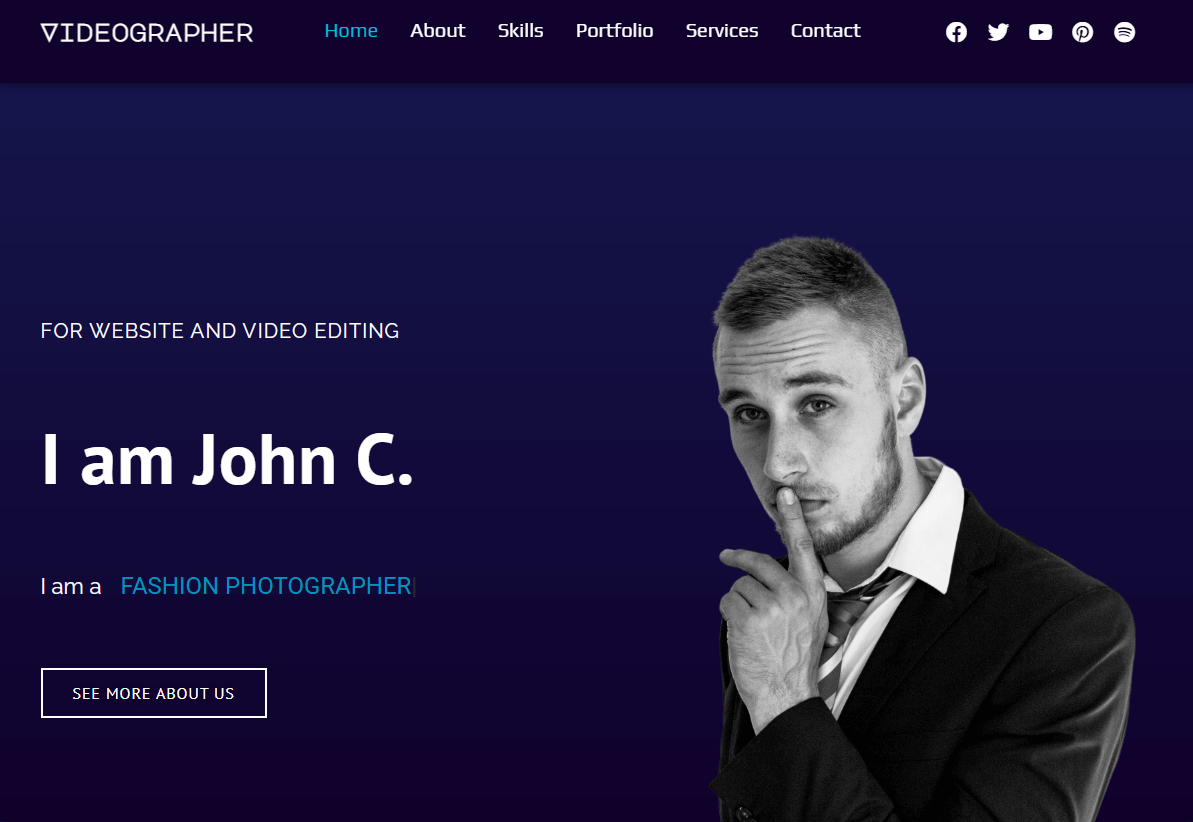 VIDEOGRAPHER Home About Skills Portfolio Services Contact
FOR WEBSITE AND VIDEO EDITING
I am John C.
I am a FASHION PHOTOGRAPHER|
SEE MORE ABOUT US